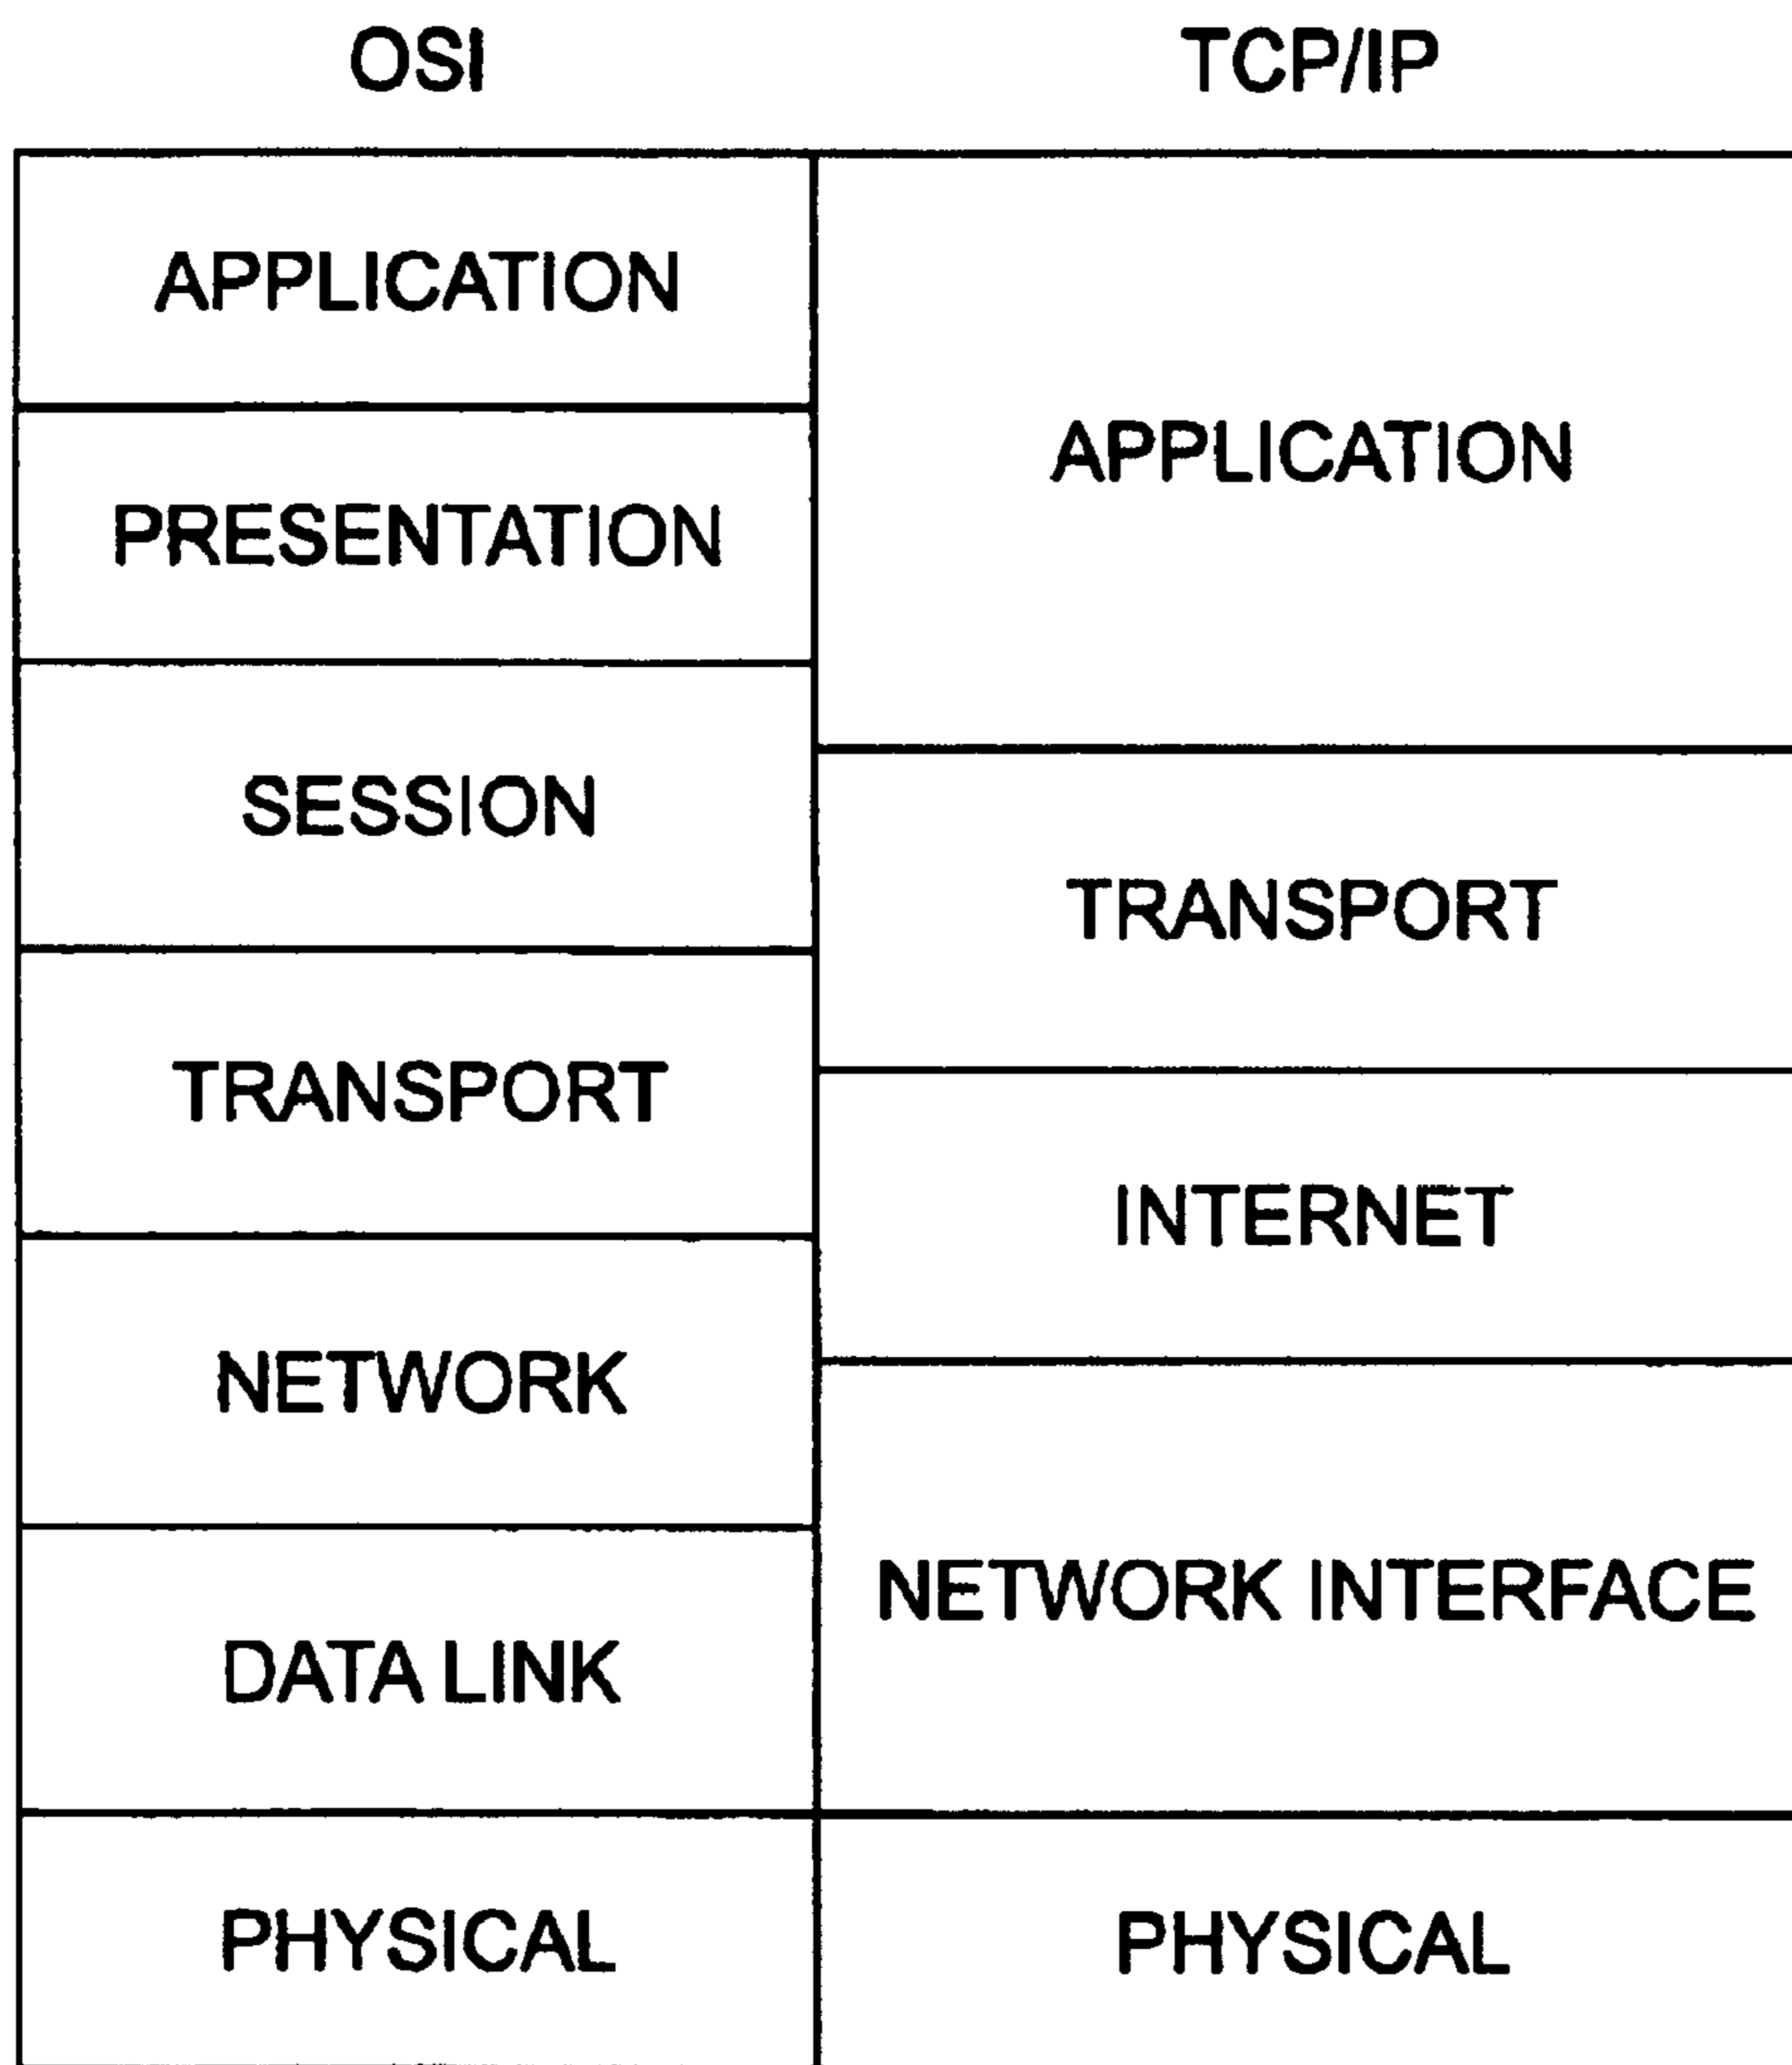 OSI
TCP/IP
APPLICATION
PRESENTATION
SESSION
TRANSPORT
NETWORK
DATA LINK
PHYSICAL
APPLICATION
TRANSPORT
INTERNET
NETWORK INTERFACE
PHYSICAL